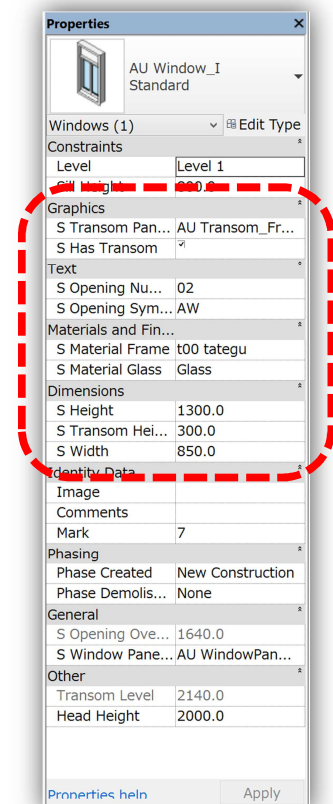 Properties ×
AU Window_I
Standard
Windows (1) Edit Type
Constraints
Level Level 1
Sill Height
Graphics
S Transom Pan... AU Transom_Fr...
S Has Transom
Text
S Opening Nu... 02
S Opening Sym... AW
Materials and Fin...
S Material Frame t00 tategu
S Material Glass Glass
Dimensions
S Height 1300.0
S Transom Hei... 300.0
S Width 850.0
Identity Data
Image
Comments
Mark 7
Phasing
Phase Created New Construction
Phase Demolis... None
General
S Opening Ove... 1640.0
S Window Pane... AU WindowPan...
Other
Transom Level 2140.0
Head Height 2000.0
Properties help Apply